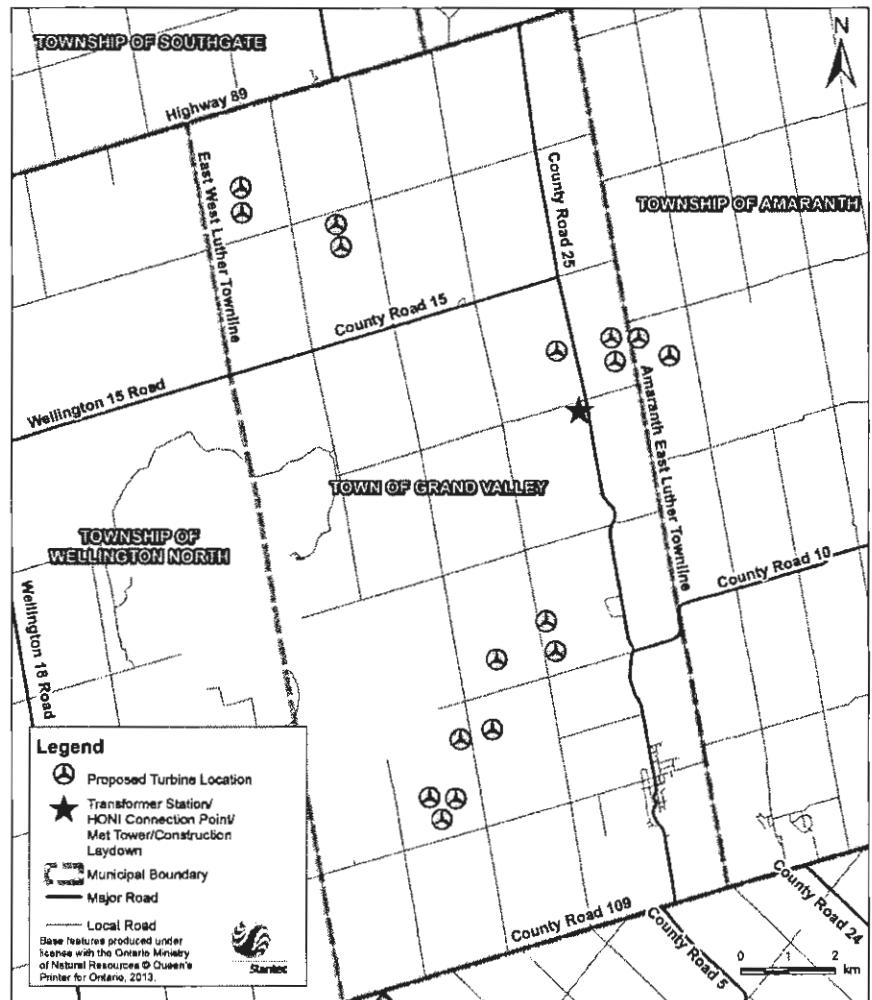 TOWNSHIP OF SOUTHGATE
N
Highway 89
East West Luther Townline
County Road 25
TOWNSHIP OF AMARANTH
County Road 15
Wellington 15 Road
Amaranth East Luther Townline
TOWN OF GRAND VALLEY
TOWNSHIP OF
WELLINGTON NORTH
County Road 10
Wellington 18 Road
Legend
Proposed Turbine Location
Transformer Station/
HONI Connection Point/
Met Tower/Construction
Laydown
Municipal Boundary
Major Road
Local Road
Base features produced under
license with the Ontario Ministry
of Natural Resources © Queen's
Printer for Ontario, 2013.
Stantec
County Road 109
County Road 5
County Road 24
0 1 2
km